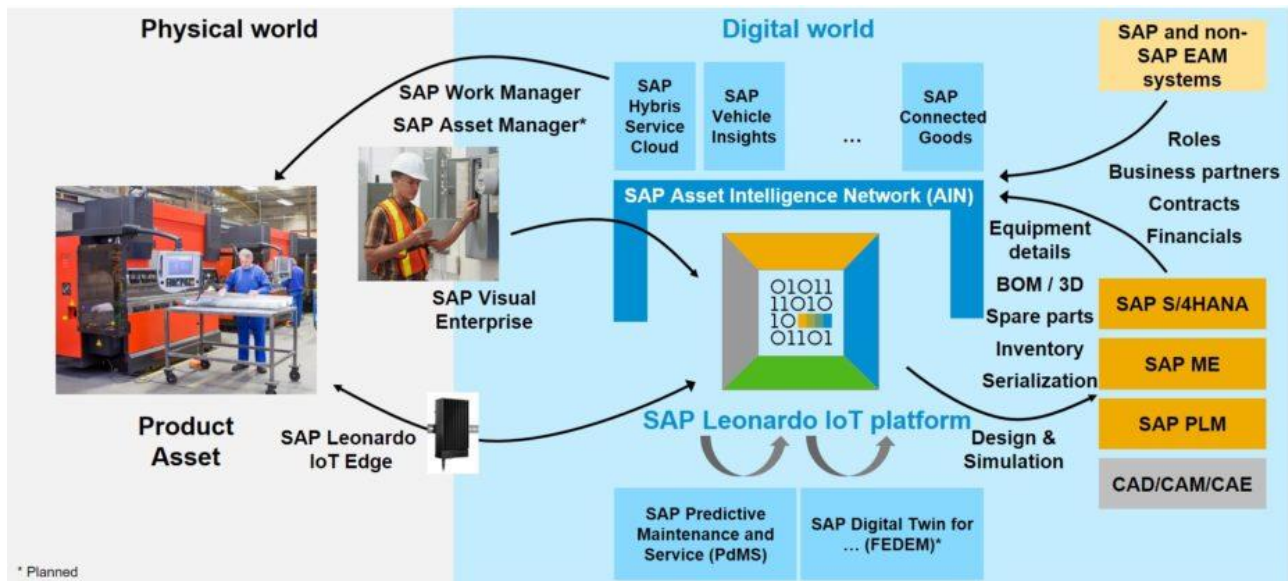 Physical world
Digital world
SAP and non-
SAP EAM
systems
SAP Work Manager
SAP Asset Manager*
SAP
Hybris
Service
Cloud
SAP
Vehicle
Insights
...
SAP
Connected
Goods
Roles
Business partners
Contracts
Financials
SAP Asset Intelligence Network (AIN)
Equipment
details
BOM / 3D
Spare parts
Inventory
Serialization
01011
11010
10
01101
SAP Visual
Enterprise
SAP S/4HANA
SAP ME
SAP PLM
CAD/CAM/CAE
Product
Asset
SAP Leonardo
IoT Edge
SAP Leonardo IoT platform
Design &
Simulation
SAP Predictive
Maintenance and
Service (PdMS)
SAP Digital Twin for
... (FEDEM)*
* Planned